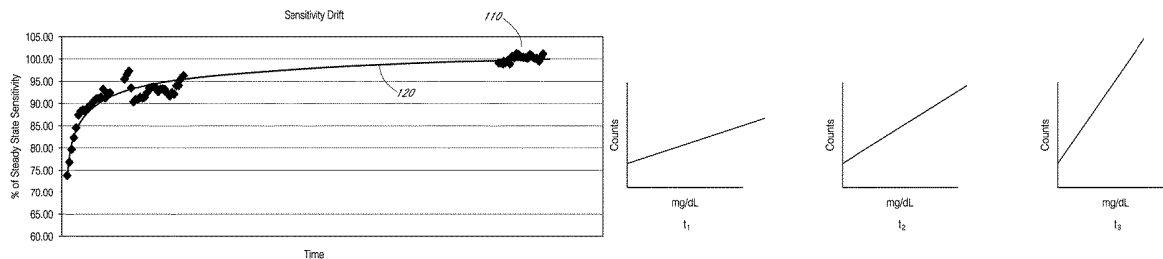 Sensitivity Drift
110
105.00
100.00
95.00
90.00
85.00
80.00
75.00
70.00
65.00
60.00
% of Steady State Sensitivity
120
Time
Counts
mg/dL
t₁
Counts
mg/dL
t₂
Counts
mg/dL
t₃